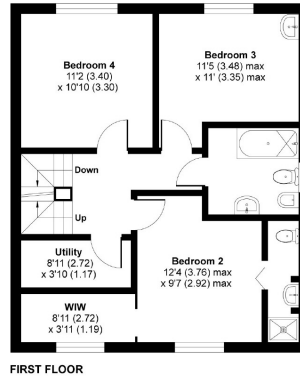 Bedroom 4
11'2 (3.40)
x 10'10 (3.30)
Bedroom 3
11'5 (3.48) max
x 11' (3.35) max
Down
Up
Utility
8'11 (2.72)
x 3'10 (1.17)
Bedroom 2
12'4 (3.76) max
x 9'7 (2.92) max
WIW
8'11 (2.72)
x 3'11 (1.19)
FIRST FLOOR